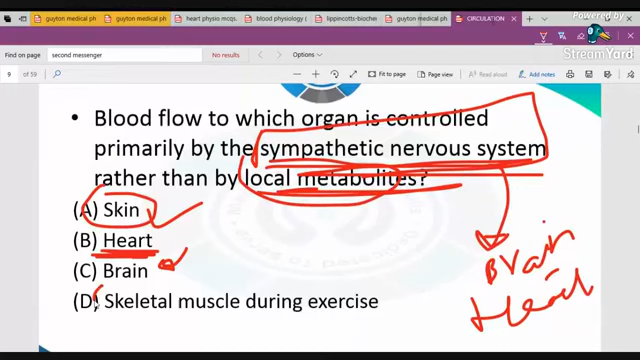 guyton medical ph
guyton medical ph
heart physio mcqs.
blood physiology (
lippincotts-bioche
guyton medical ph
CIRCULATION
Powered by
StreamYard
Find on page
second messenger
No results
Options
9 of 59
Fit to page
Page view
Read aloud
Add notes
• Blood flow to which organ is controlled
primarily by the sympathetic nervous system
rather than by local metabolites?
(A) Skin
(B) Heart
(C) Brain
(D) Skeletal muscle during exercise
Brain